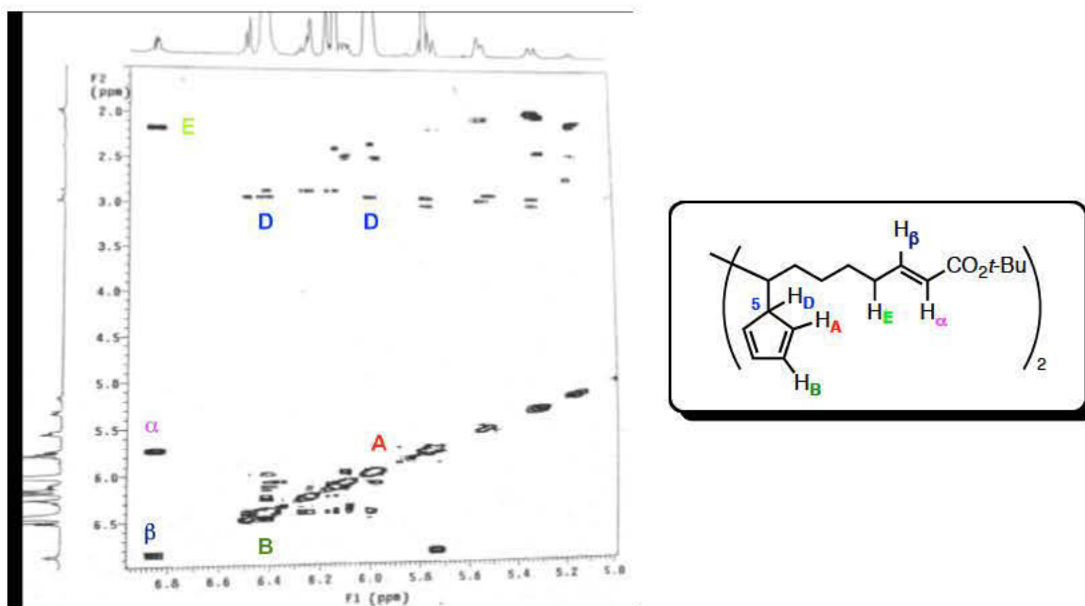 F2
(ppm)
2.0
2.5
3.0
3.5
4.0
4.5
5.0
5.5
6.0
6.5
E
D D
α
A
β
B
6.8 6.6 6.4 6.2 6.0 5.8 5.6 5.4 5.2 5.0
F1 (ppm)
Hβ
CO₂t-Bu
5 HD
HE Hα
HA
HB
2